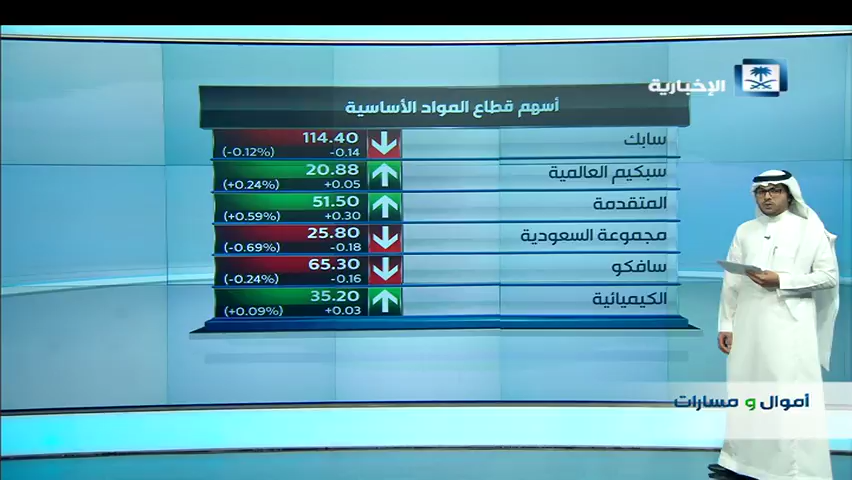 الإخبارية
أسهم قطاع المواد الأساسية
سابك 114.40 -0.14 (-0.12%)
سبكيم العالمية 20.88 +0.05 (+0.24%)
المتقدمة 51.50 +0.30 (+0.59%)
مجموعة السعودية 25.80 -0.18 (-0.69%)
سافكو 65.30 -0.16 (-0.24%)
الكيميائية 35.20 +0.03 (+0.09%)
أموال و مسارات